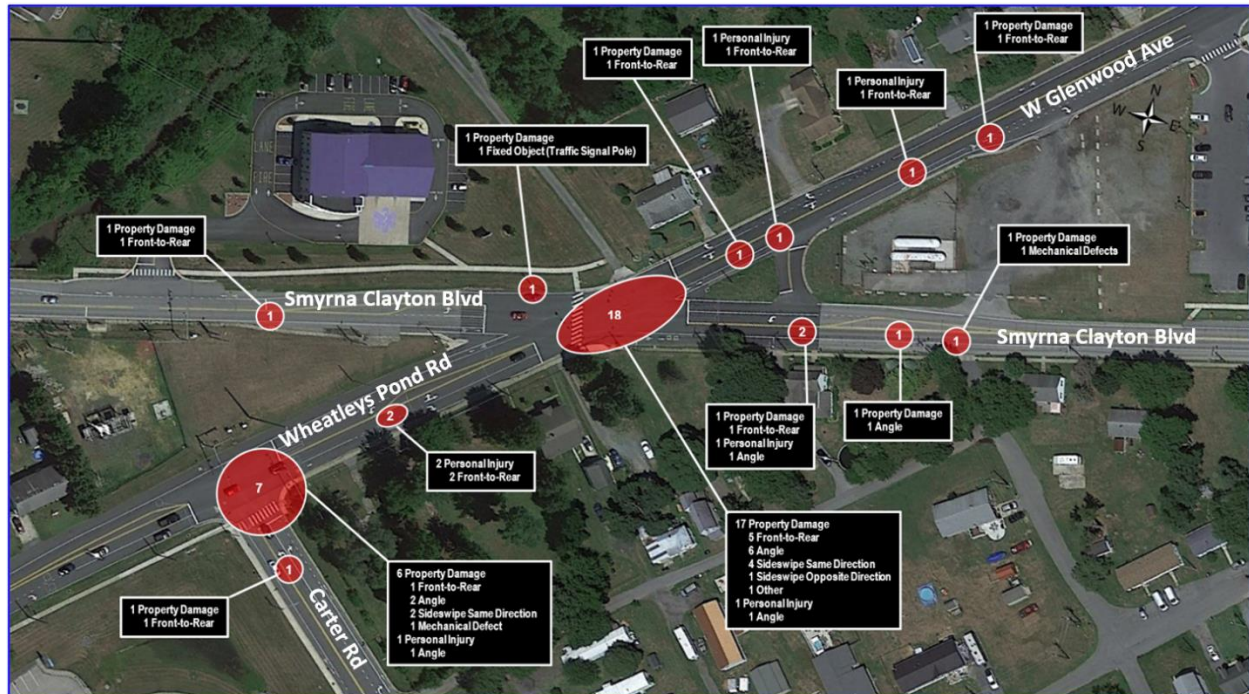 1 Property Damage
1 Front-to-Rear
1 Personal Injury
1 Front-to-Rear
1 Property Damage
1 Front-to-Rear
1 Personal Injury
1 Front-to-Rear
1 Property Damage
1 Fixed Object (Traffic Signal Pole)
1 Property Damage
1 Front-to-Rear
1 Property Damage
1 Mechanical Defects
W Glenwood Ave
N
W
E
S
LANE
FIRE
1
1
1
1
1
1
18
2
1
1
Smyrna Clayton Blvd
Smyrna Clayton Blvd
Wheatleys Pond Rd
2
7
1
Carter Rd
1 Property Damage
1 Front-to-Rear
1 Personal Injury
1 Angle
1 Property Damage
1 Angle
2 Personal Injury
2 Front-to-Rear
17 Property Damage
5 Front-to-Rear
6 Angle
4 Sideswipe Same Direction
1 Sideswipe Opposite Direction
1 Other
1 Personal Injury
1 Angle
6 Property Damage
1 Front-to-Rear
2 Angle
2 Sideswipe Same Direction
1 Mechanical Defect
1 Personal Injury
1 Angle
1 Property Damage
1 Front-to-Rear